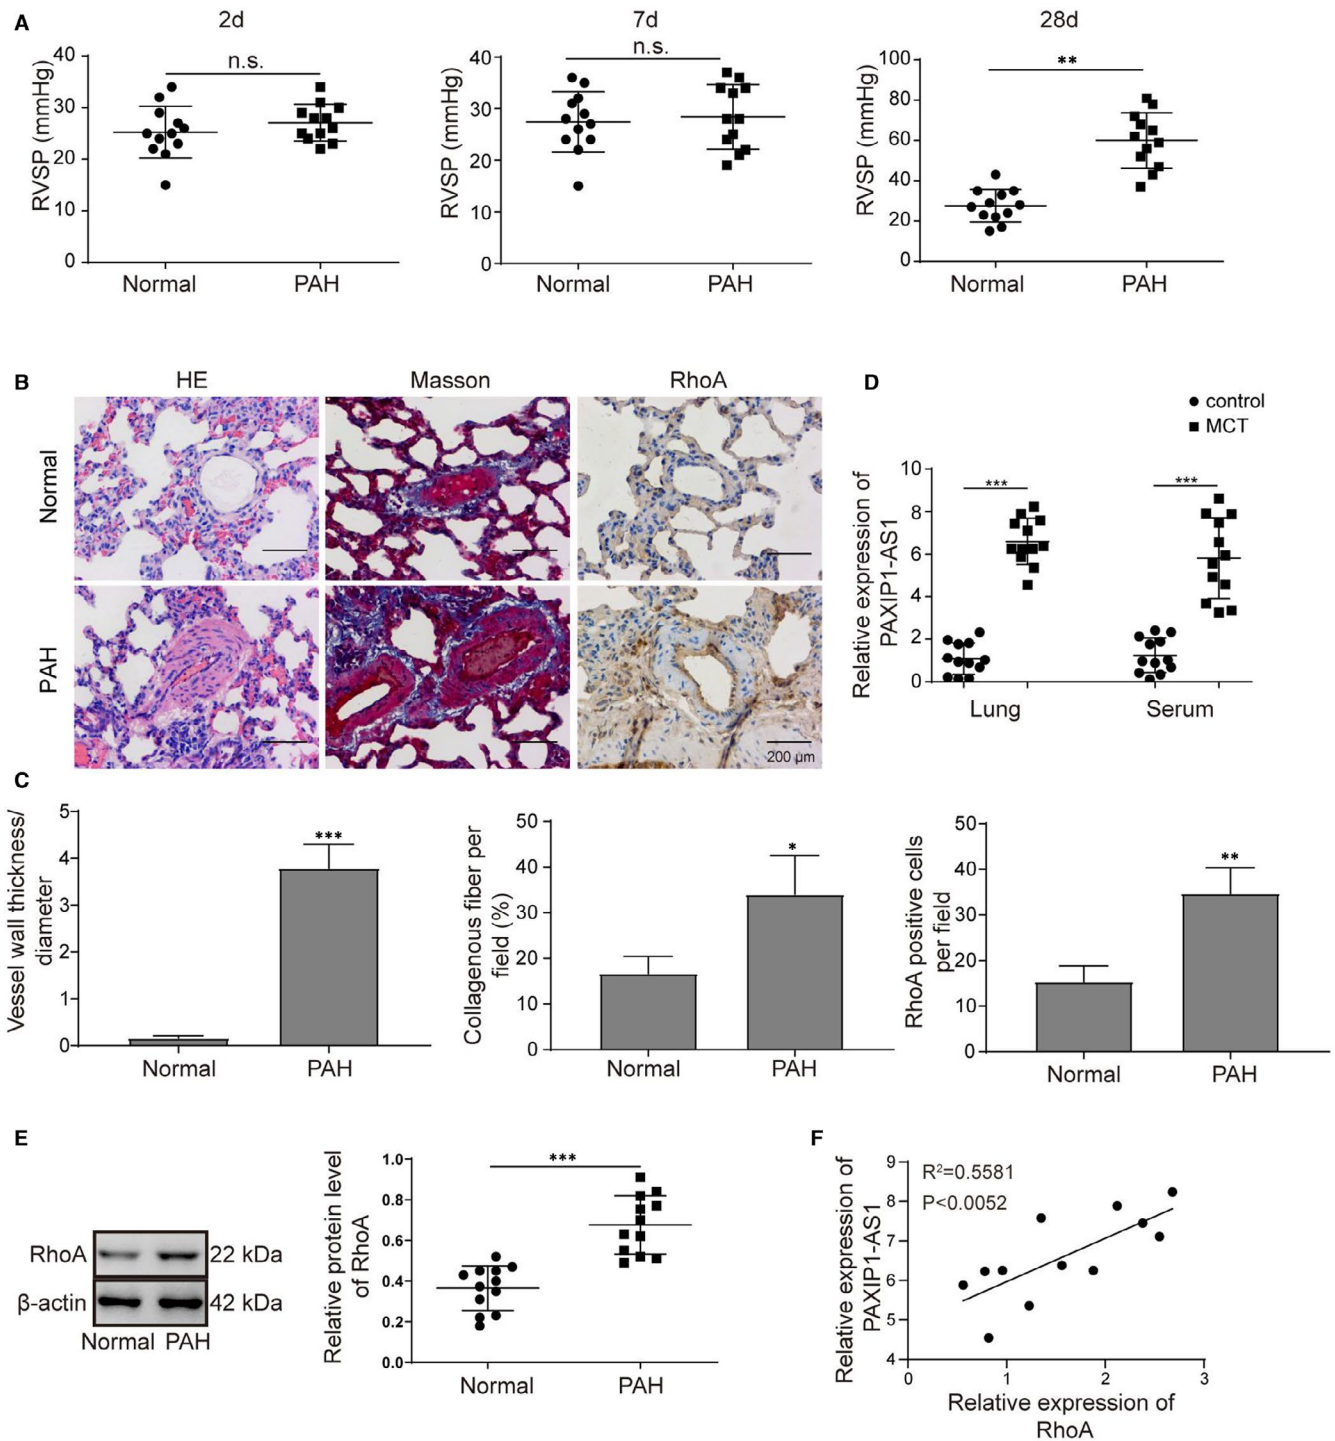 A
2d
7d
28d
n.s.
n.s.
**
RVSP (mmHg)
40
30
20
10
0
Normal
PAH
RVSP (mmHg)
40
30
20
10
0
Normal
PAH
RVSP (mmHg)
100
80
60
40
20
0
Normal
PAH
B
HE
Masson
RhoA
Normal
PAH
200 μm
D
control
MCT
Relative expression of
PAXIP1-AS1
10
8
6
4
2
0
***
***
Lung
Serum
C
Vessel wall thickness/
diameter
5
4
3
2
1
0
***
Normal
PAH
Collagenous fiber per
field (%)
50
40
30
20
10
0
*
Normal
PAH
RhoA positive cells
per field
50
40
30
20
10
0
**
Normal
PAH
E
RhoA
22 kDa
β-actin
42 kDa
Normal PAH
Relative protein level
of RhoA
1.0
0.8
0.6
0.4
0.2
0.0
***
Normal
PAH
F
R²=0.5581
P<0.0052
Relative expression of
PAXIP1-AS1
9
8
7
6
5
4
0
1
2
3
Relative expression of
RhoA